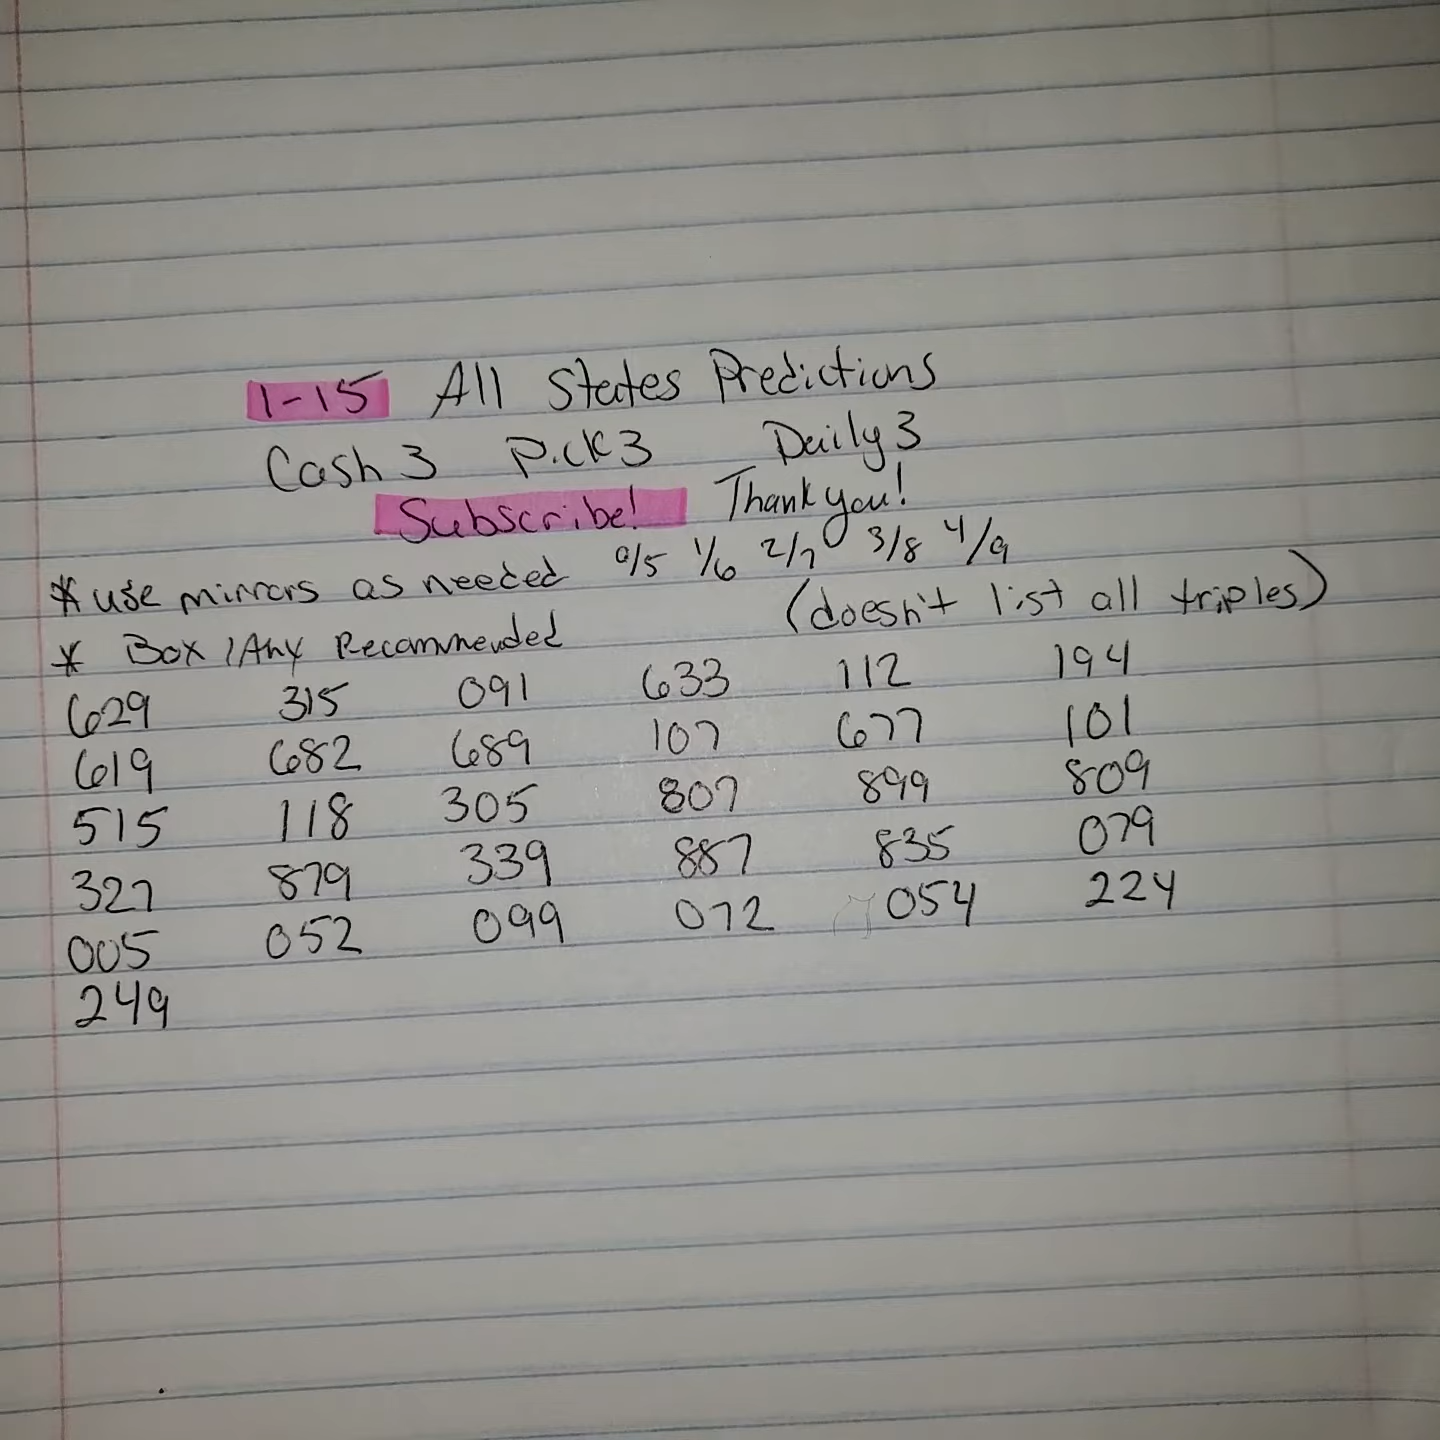 1-15 All States Predictions
Cash 3 Pick 3 Daily 3
Subscribe! Thank you!
* use mirrors as needed 0/5 1/6 2/7 3/8 4/9
* Box / Any Recommended (doesn't list all triples)
629 315 091 633 112 194
619 682 689 107 677 101
515 118 305 807 899 809
327 879 339 887 835 079
005 052 099 072 054 224
249